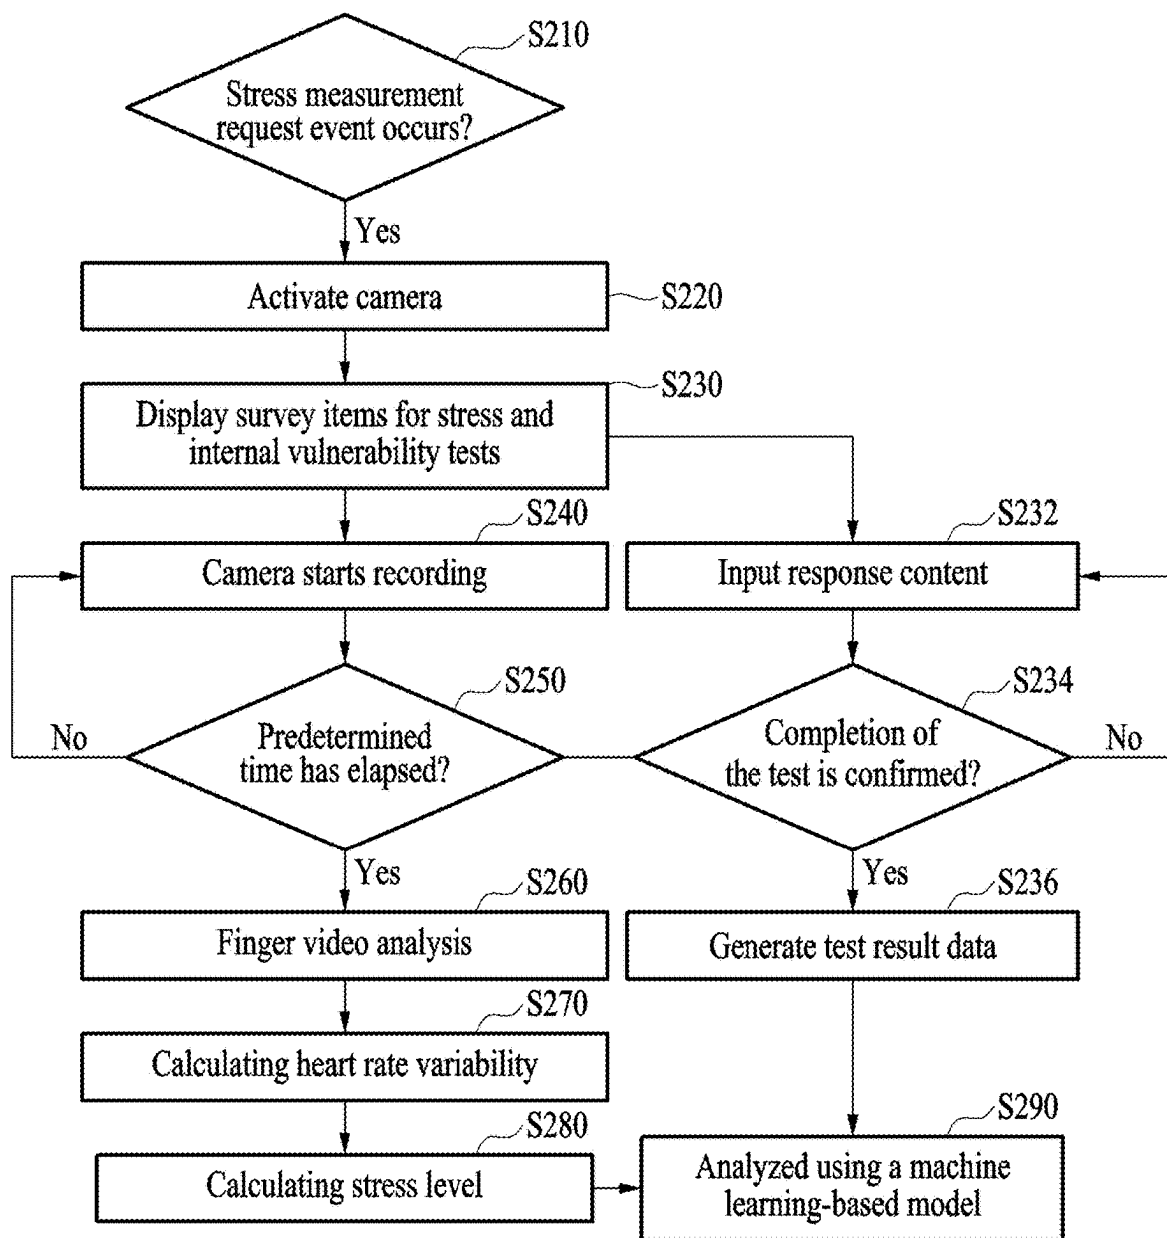 S210
Stress measurement
request event occurs?
Yes
Activate camera
S220
S230
Display survey items for stress and
internal vulnerability tests
S240
Camera starts recording
S232
Input response content
S250
Predetermined
time has elapsed?
No
Yes
S234
Completion of
the test is confirmed?
No
Yes
S260
Finger video analysis
S236
Generate test result data
S270
Calculating heart rate variability
S280
Calculating stress level
S290
Analyzed using a machine
learning-based model